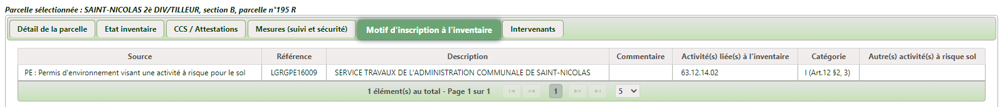 Parcelle sélectionnée : SAINT-NICOLAS 2è DIV/TILLEUR, section B, parcelle n°195 R
Détail de la parcelle Etat inventaire CCS / Attestations Mesures (suivi et sécurité) Motif d'inscription à l'inventaire Intervenants
Source Référence Description Commentaire Activité(s) liée(s) à l'inventaire Catégorie Autre(s) activité(s) à risque sol
PE : Permis d'environnement visant une activité à risque pour le sol LGRGPE16009 SERVICE TRAVAUX DE L'ADMINISTRATION COMMUNALE DE SAINT-NICOLAS 63.12.14.02 I (Art.12 §2, 3)
1 élément(s) au total - Page 1 sur 1 1 5